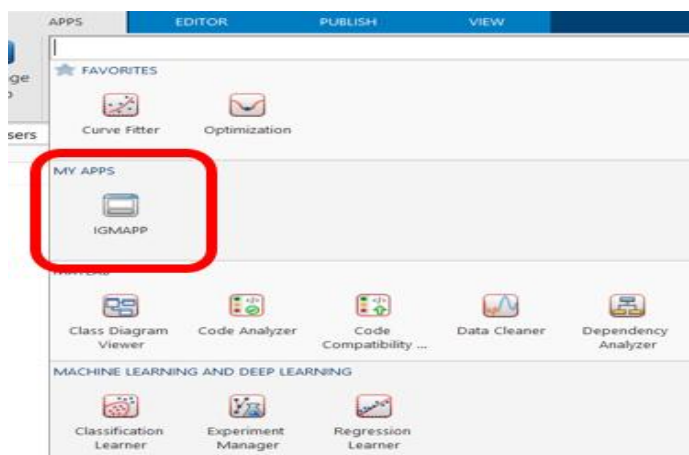 APPS EDITOR PUBLISH VIEW
FAVORITES
Curve Fitter Optimization
MY APPS
IGMAPP
MATLAB
Class Diagram Viewer
Code Analyzer
Code Compatibility ...
Data Cleaner
Dependency Analyzer
MACHINE LEARNING AND DEEP LEARNING
Classification Learner
Experiment Manager
Regression Learner